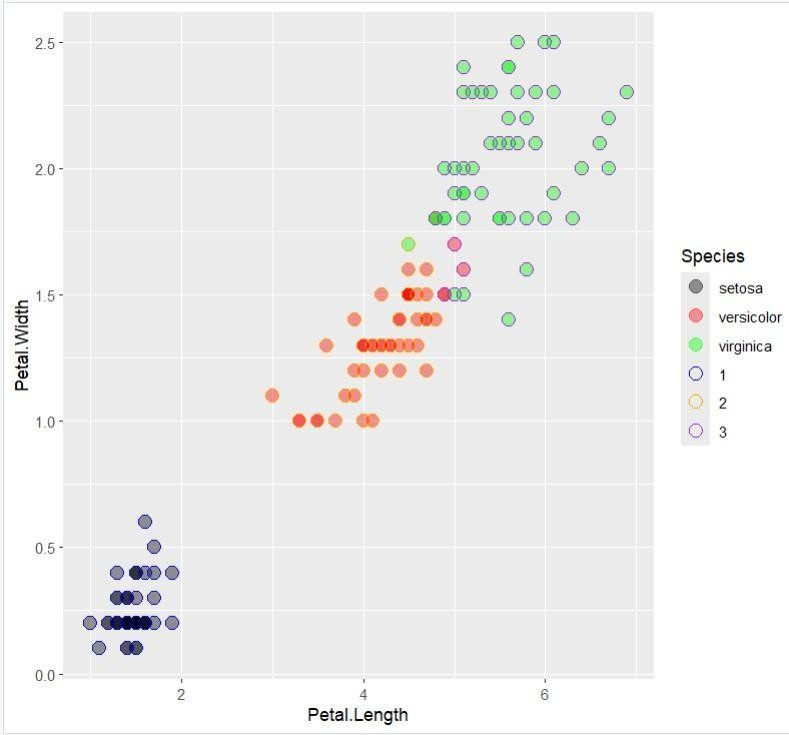 2.5
2.0
1.5
1.0
0.5
0.0
Petal.Width
2 4 6
Petal.Length
Species
setosa
versicolor
virginica
1
2
3